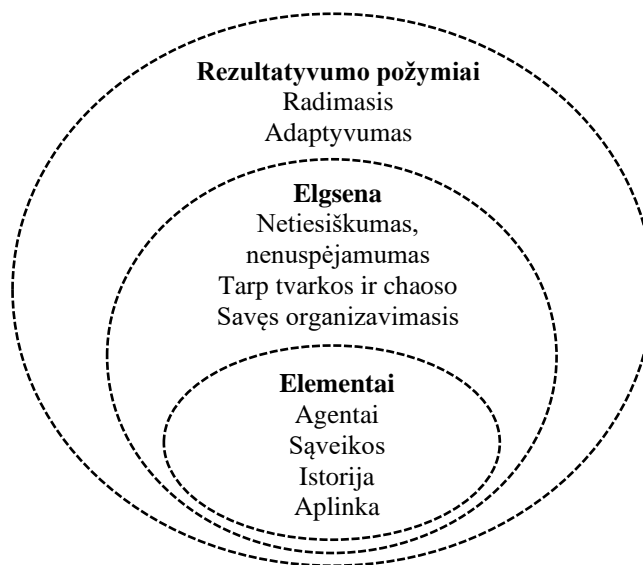 Rezultatyvumo požymiai
Radimasis
Adaptyvumas
Elgsena
Netiesiškumas,
nenuspėjamumas
Tarp tvarkos ir chaoso
Savęs organizavimasis
Elementai
Agentai
Sąveikos
Istorija
Aplinka